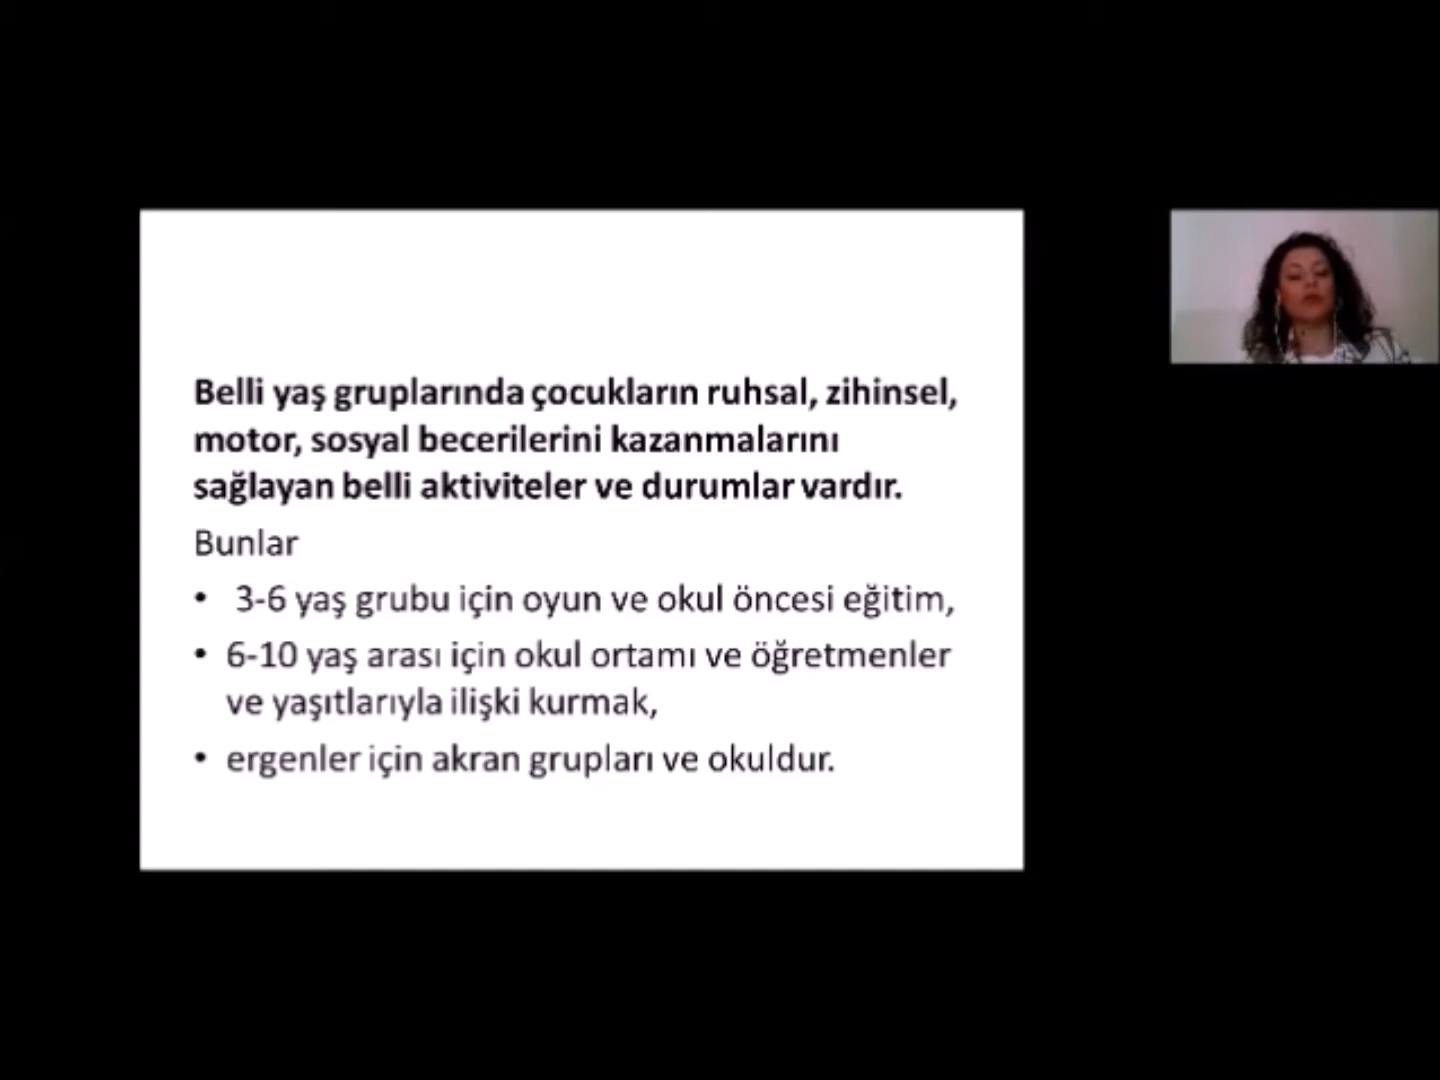 Belli yaş gruplarında çocukların ruhsal, zihinsel,
motor, sosyal becerilerini kazanmalarını
sağlayan belli aktiviteler ve durumlar vardır.
Bunlar
• 3-6 yaş grubu için oyun ve okul öncesi eğitim,
• 6-10 yaş arası için okul ortamı ve öğretmenler
ve yaşıtlarıyla ilişki kurmak,
• ergenler için akran grupları ve okuldur.